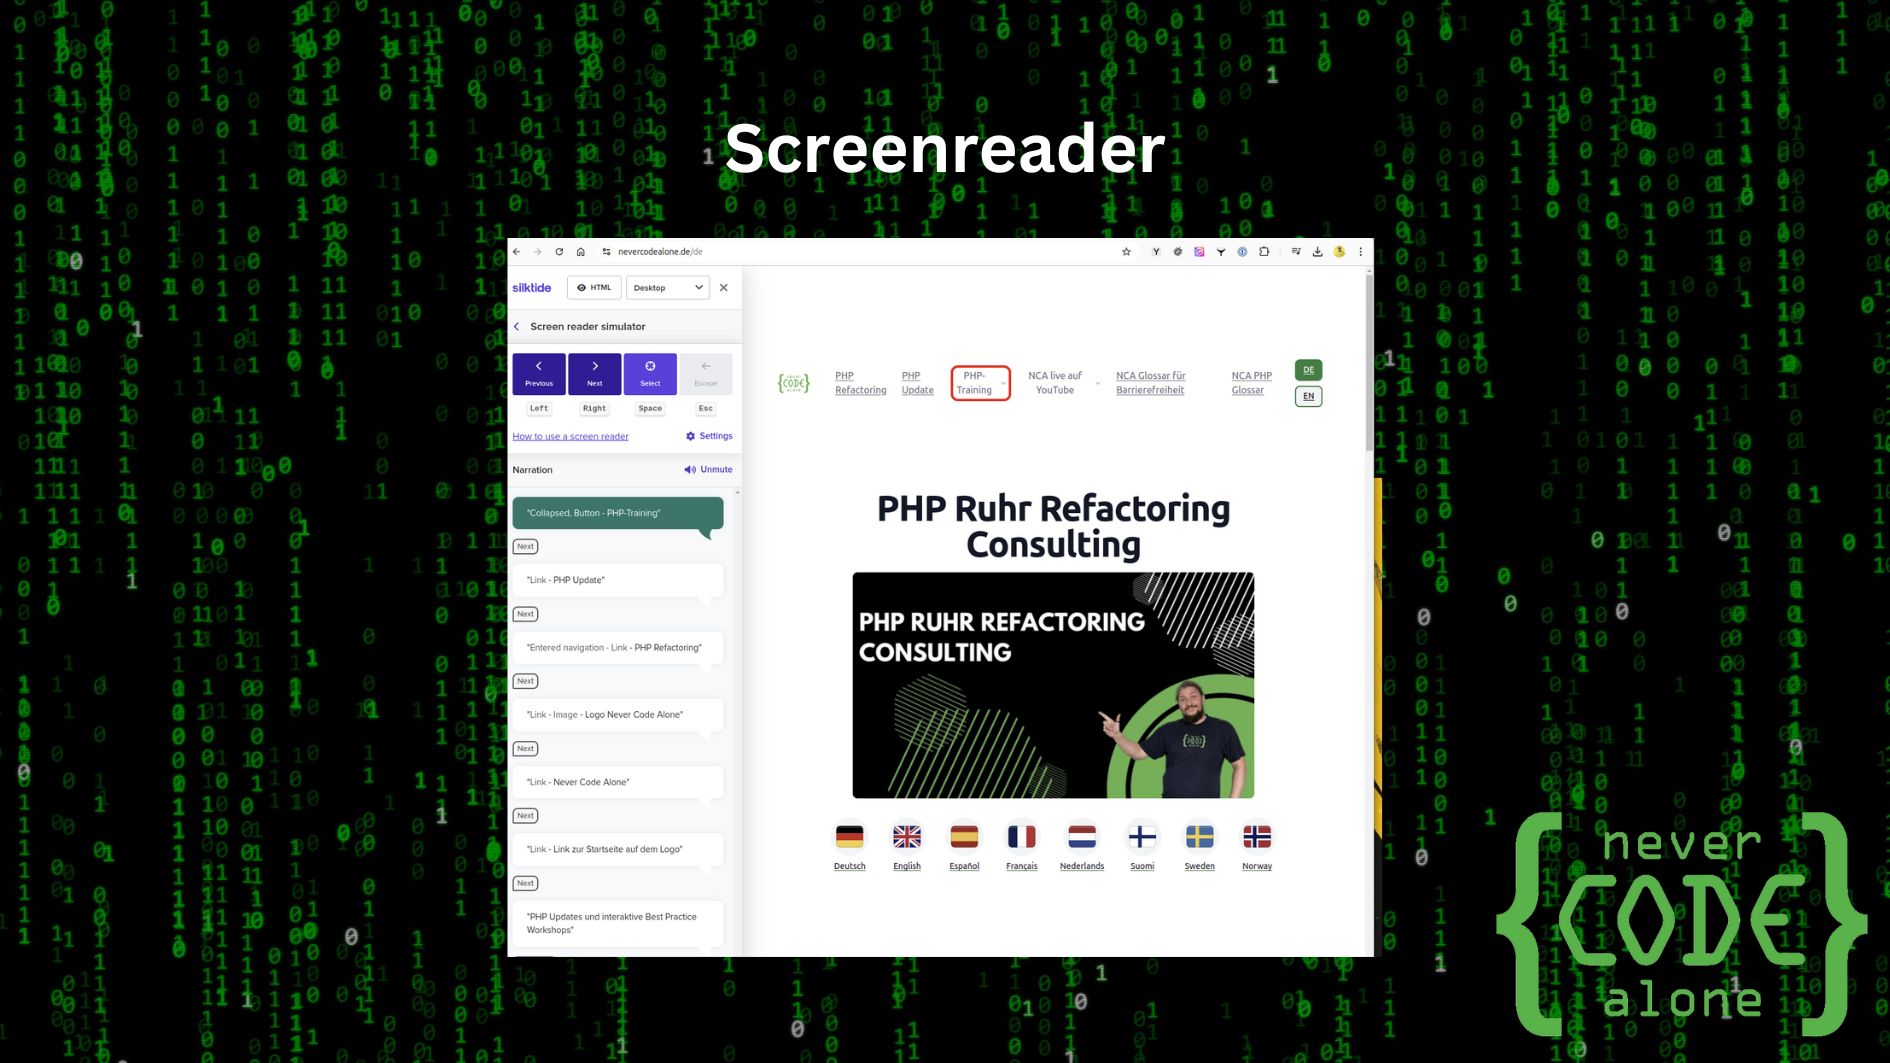 Screenreader
nevercodealone.de/de
silktide
HTML
Desktop
Screen reader simulator
Previous
Next
Select
Escape
Left
Right
Space
Esc
How to use a screen reader
Settings
Narration
Unmute
"Collapsed, Button - PHP-Training"
Next
"Link - PHP Update"
Next
"Entered navigation - Link - PHP Refactoring"
Next
"Link - Image - Logo Never Code Alone"
Next
"Link - Never Code Alone"
Next
"Link - Link zur Startseite auf dem Logo"
Next
"PHP Updates und interaktive Best Practice
Workshops"
{CODE}
PHP
Refactoring
PHP
Update
PHP-
Training
NCA live auf
YouTube
NCA Glossar für
Barrierefreiheit
NCA PHP
Glossar
DE
EN
PHP Ruhr Refactoring
Consulting
PHP RUHR REFACTORING
CONSULTING
{CODE}
Deutsch
English
Español
Français
Nederlands
Suomi
Sweden
Norway
never
{CODE}
alone